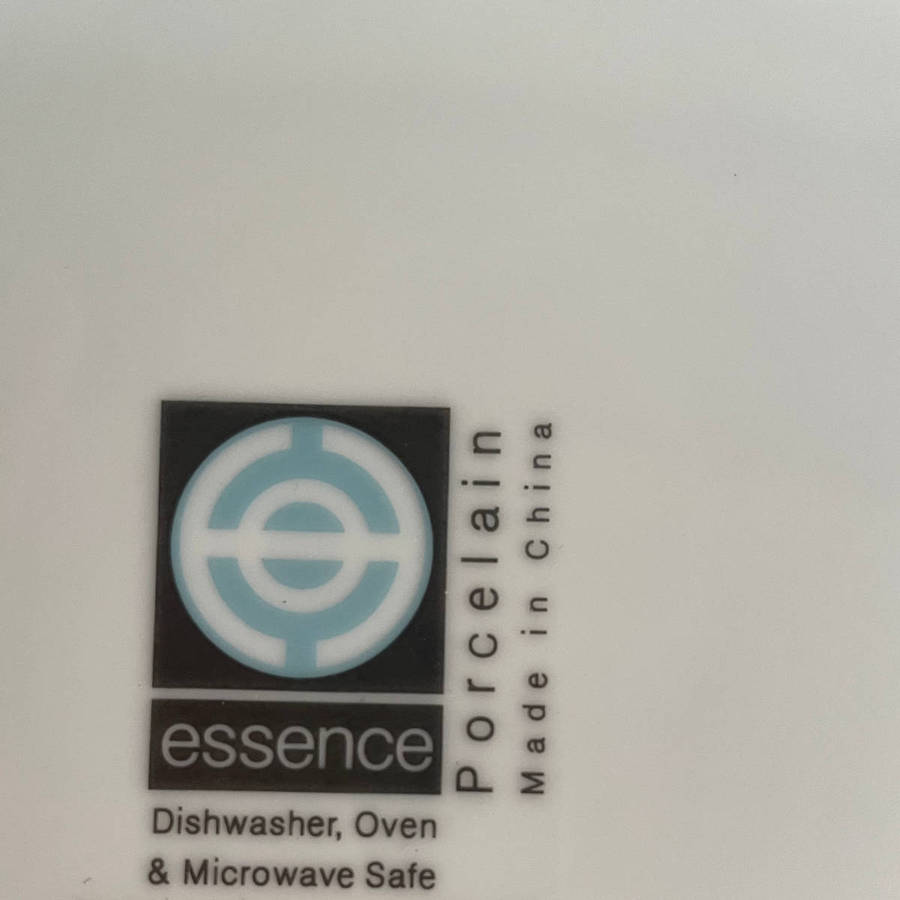 essence
Dishwasher, Oven
& Microwave Safe
Porcelain
Made in China